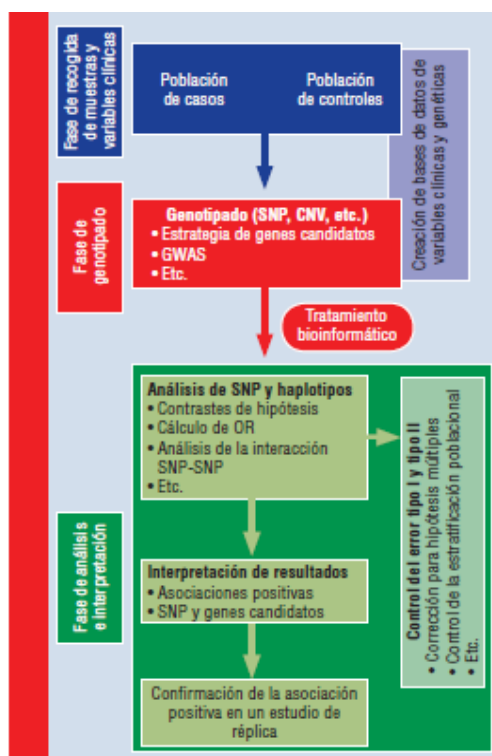 Fase de recogida
de muestras y
variables clínicas
Población
de casos
Población
de controles
Creación de bases de datos de
variables clínicas y genéticas
Fase de
genotipado
Genotipado (SNP, CNV, etc.)
• Estrategia de genes candidatos
• GWAS
• Etc.
Tratamiento
bioinformático
Fase de análisis
e interpretación
Análisis de SNP y haplotipos
• Contrastes de hipótesis
• Cálculo de OR
• Análisis de la interacción
SNP-SNP
• Etc.
Control del error tipo I y tipo II
• Corrección para hipótesis múltiples
• Control de la estratificación poblacional
• Etc.
Interpretación de resultados
• Asociaciones positivas
• SNP y genes candidatos
Confirmación de la asociación
positiva en un estudio de
réplica